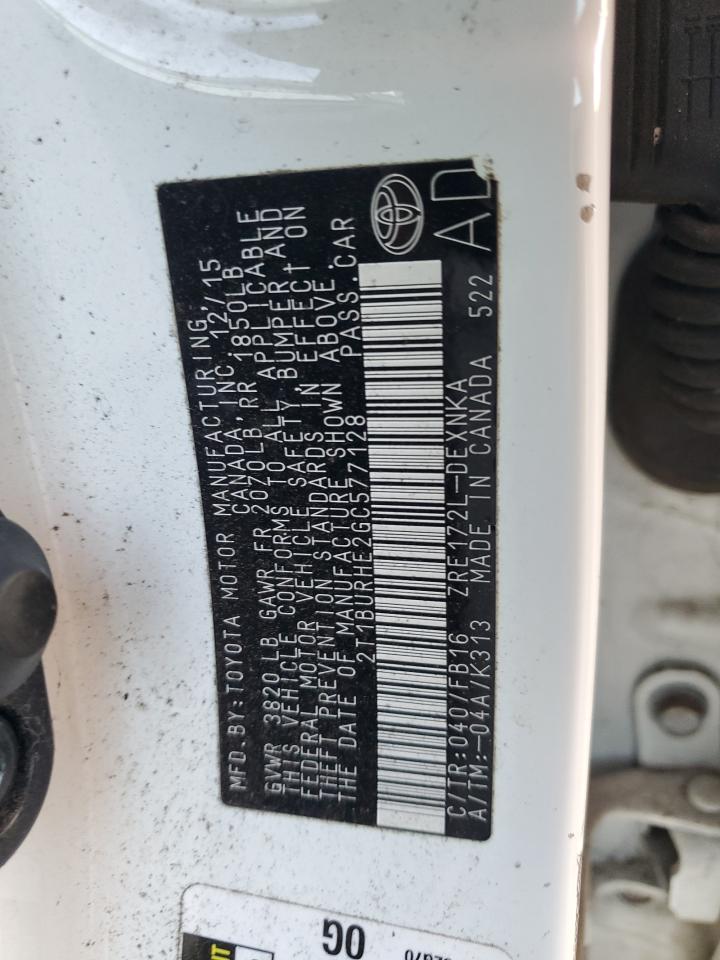 MFD.BY:TOYOTA MOTOR MANUFACTURING,
CANADA, INC. 12/15
GVWR 3820 LB GAWR FR 2070LB, RR 1850LB
THIS VEHICLE CONFORMS TO ALL APPLICABLE
FEDERAL MOTOR VEHICLE SAFETY, BUMPER, AND
THEFT PREVENTION STANDARDS IN EFFECT ON
THE DATE OF MANUFACTURE SHOWN ABOVE.
2T1BURHE2GC577128 PASS.CAR
C/TR:040/FB16 ZRE172L-DEXNKA
A/TM:-04A/K313 MADE IN CANADA 522
AD
0G